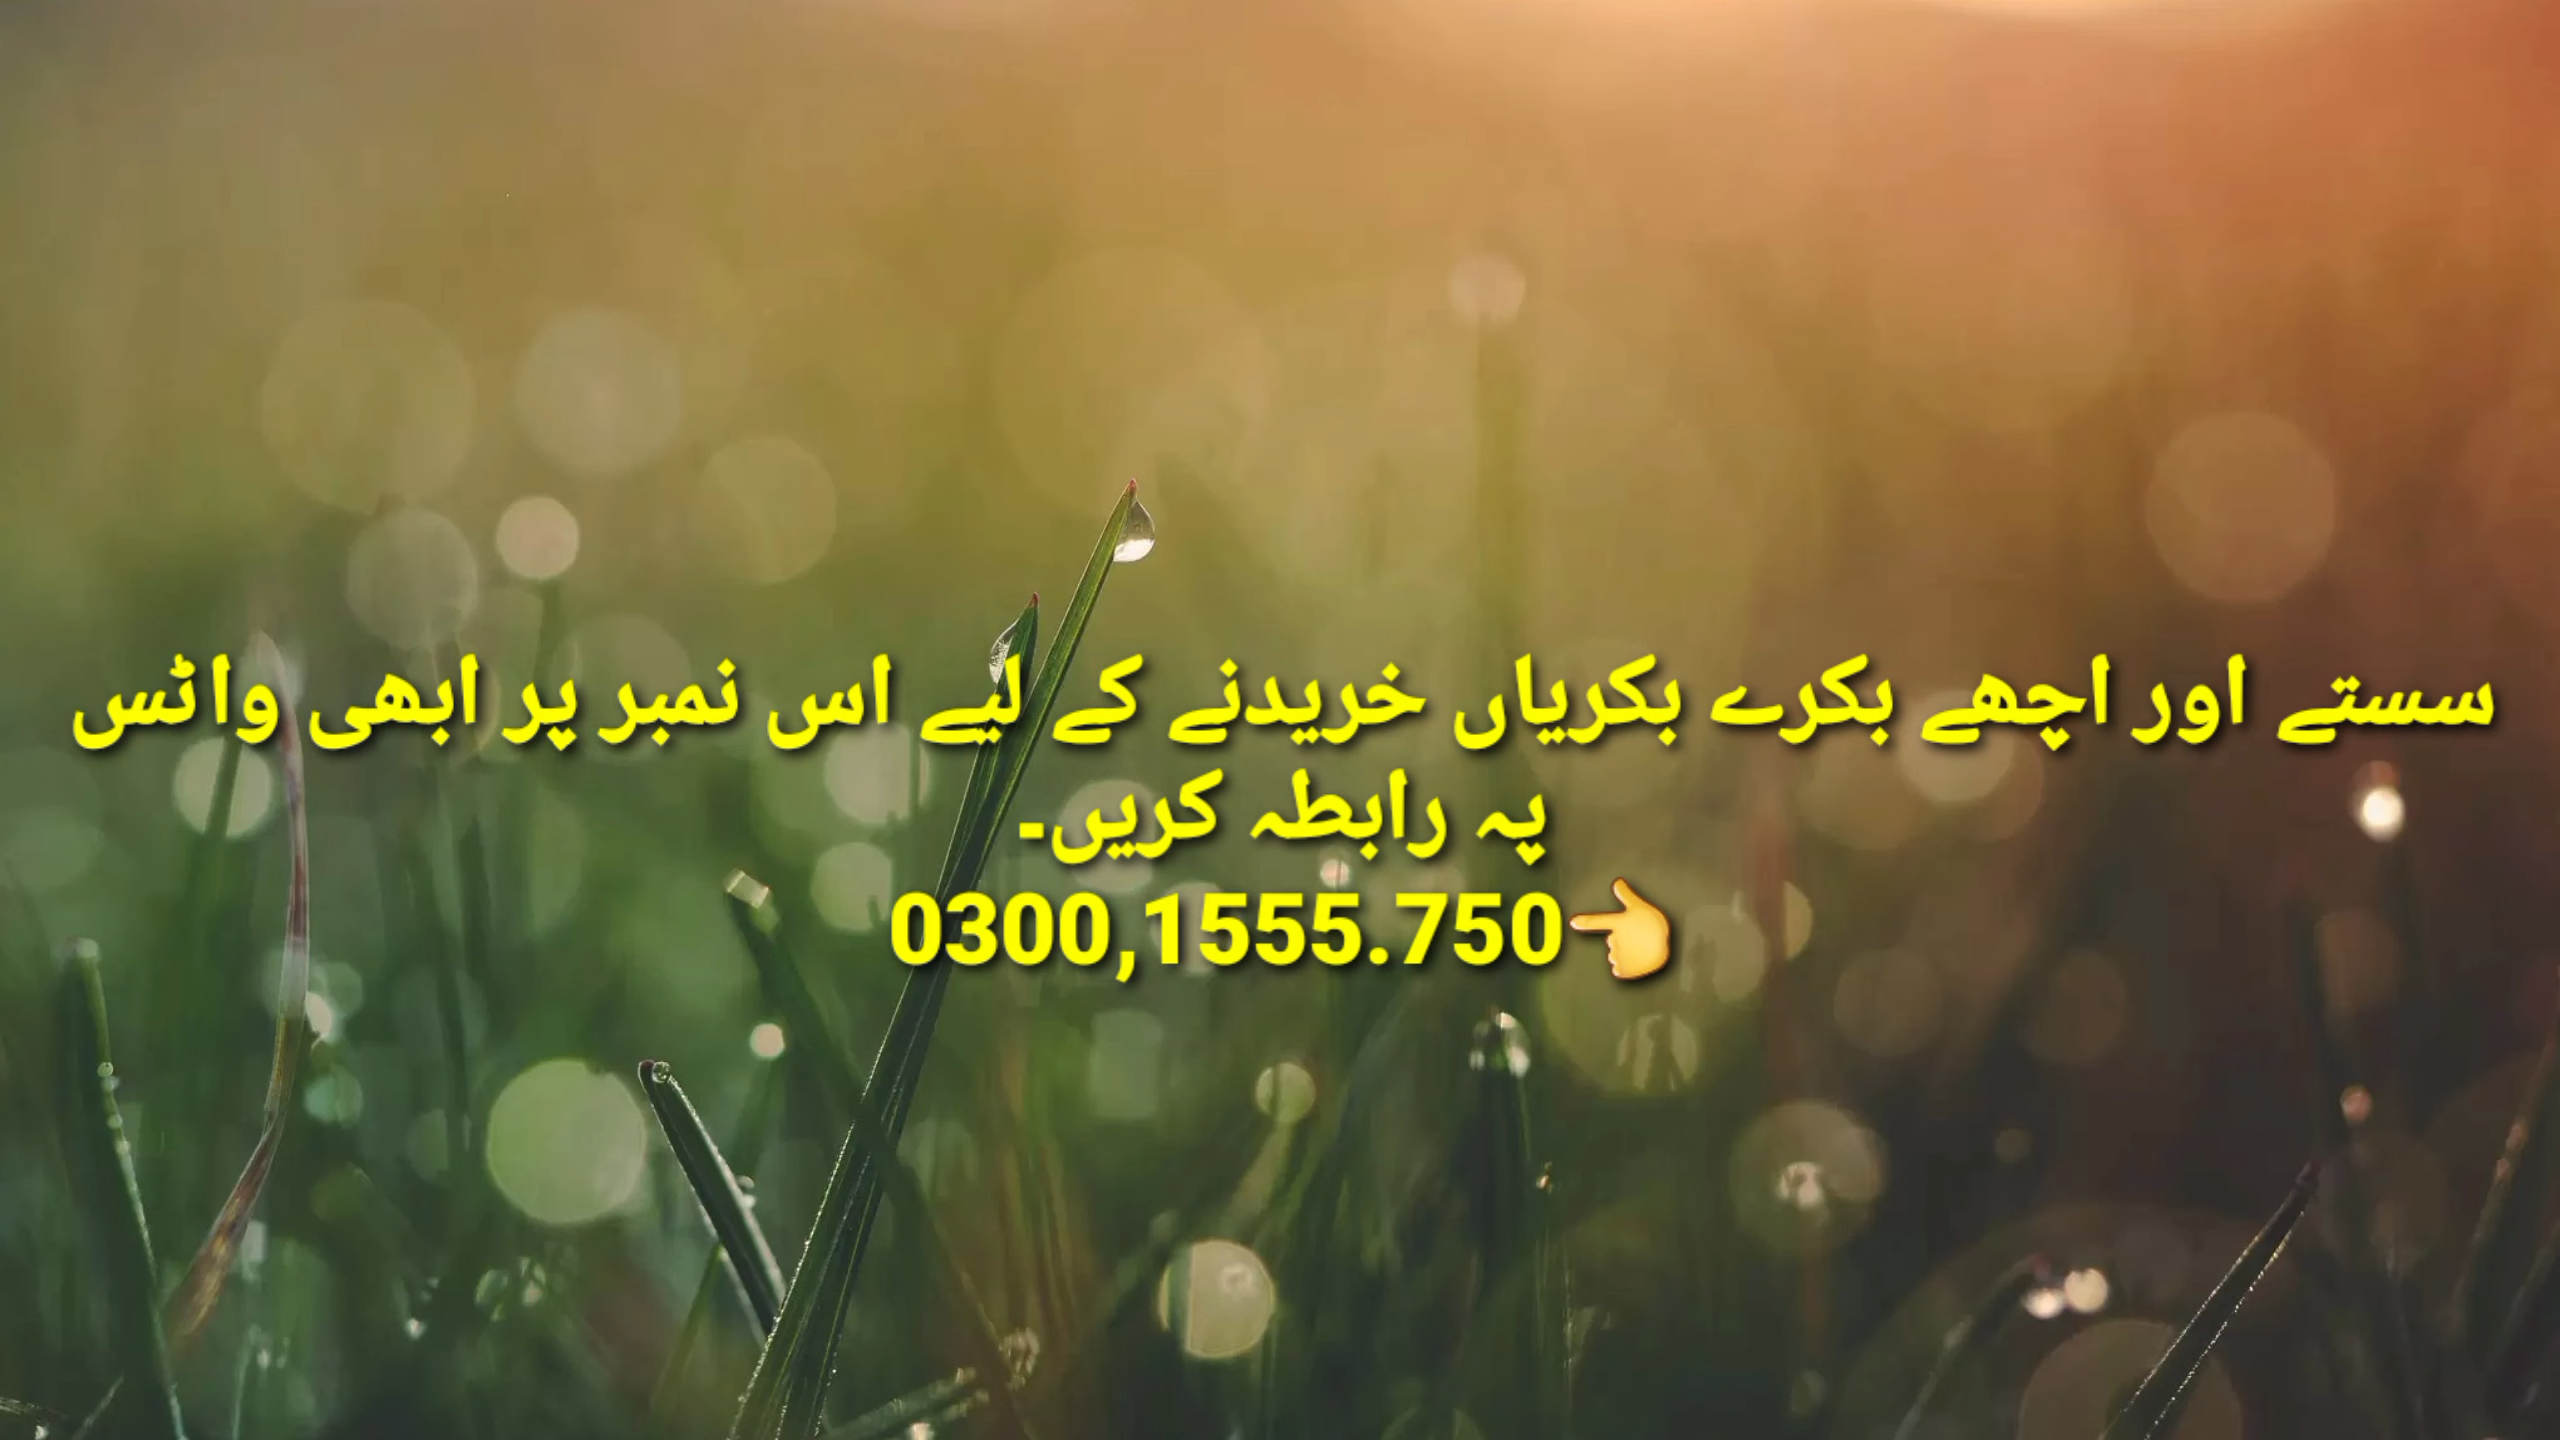 سستے اور اچھے بکرے بکریاں خریدنے کے لیے اس نمبر پر ابھی واٹس
پہ رابطہ کریں۔
0300,1555.750👈